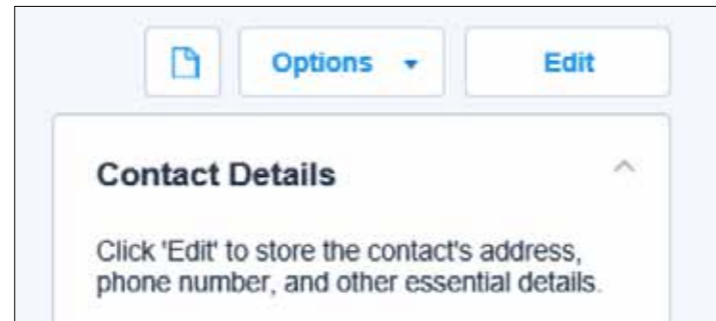 Options Edit
Contact Details
Click 'Edit' to store the contact's address,
phone number, and other essential details.